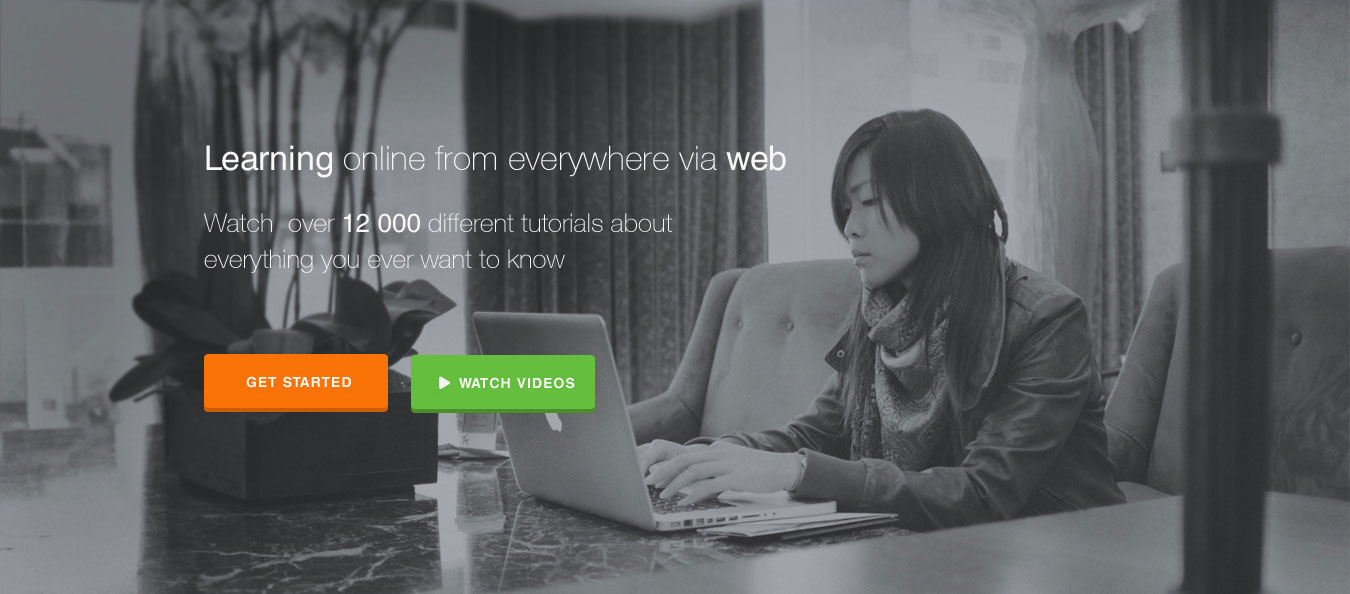 Learning online from everywhere via web
Watch over 12 000 different tutorials about
everything you ever want to know
GET STARTED
WATCH VIDEOS